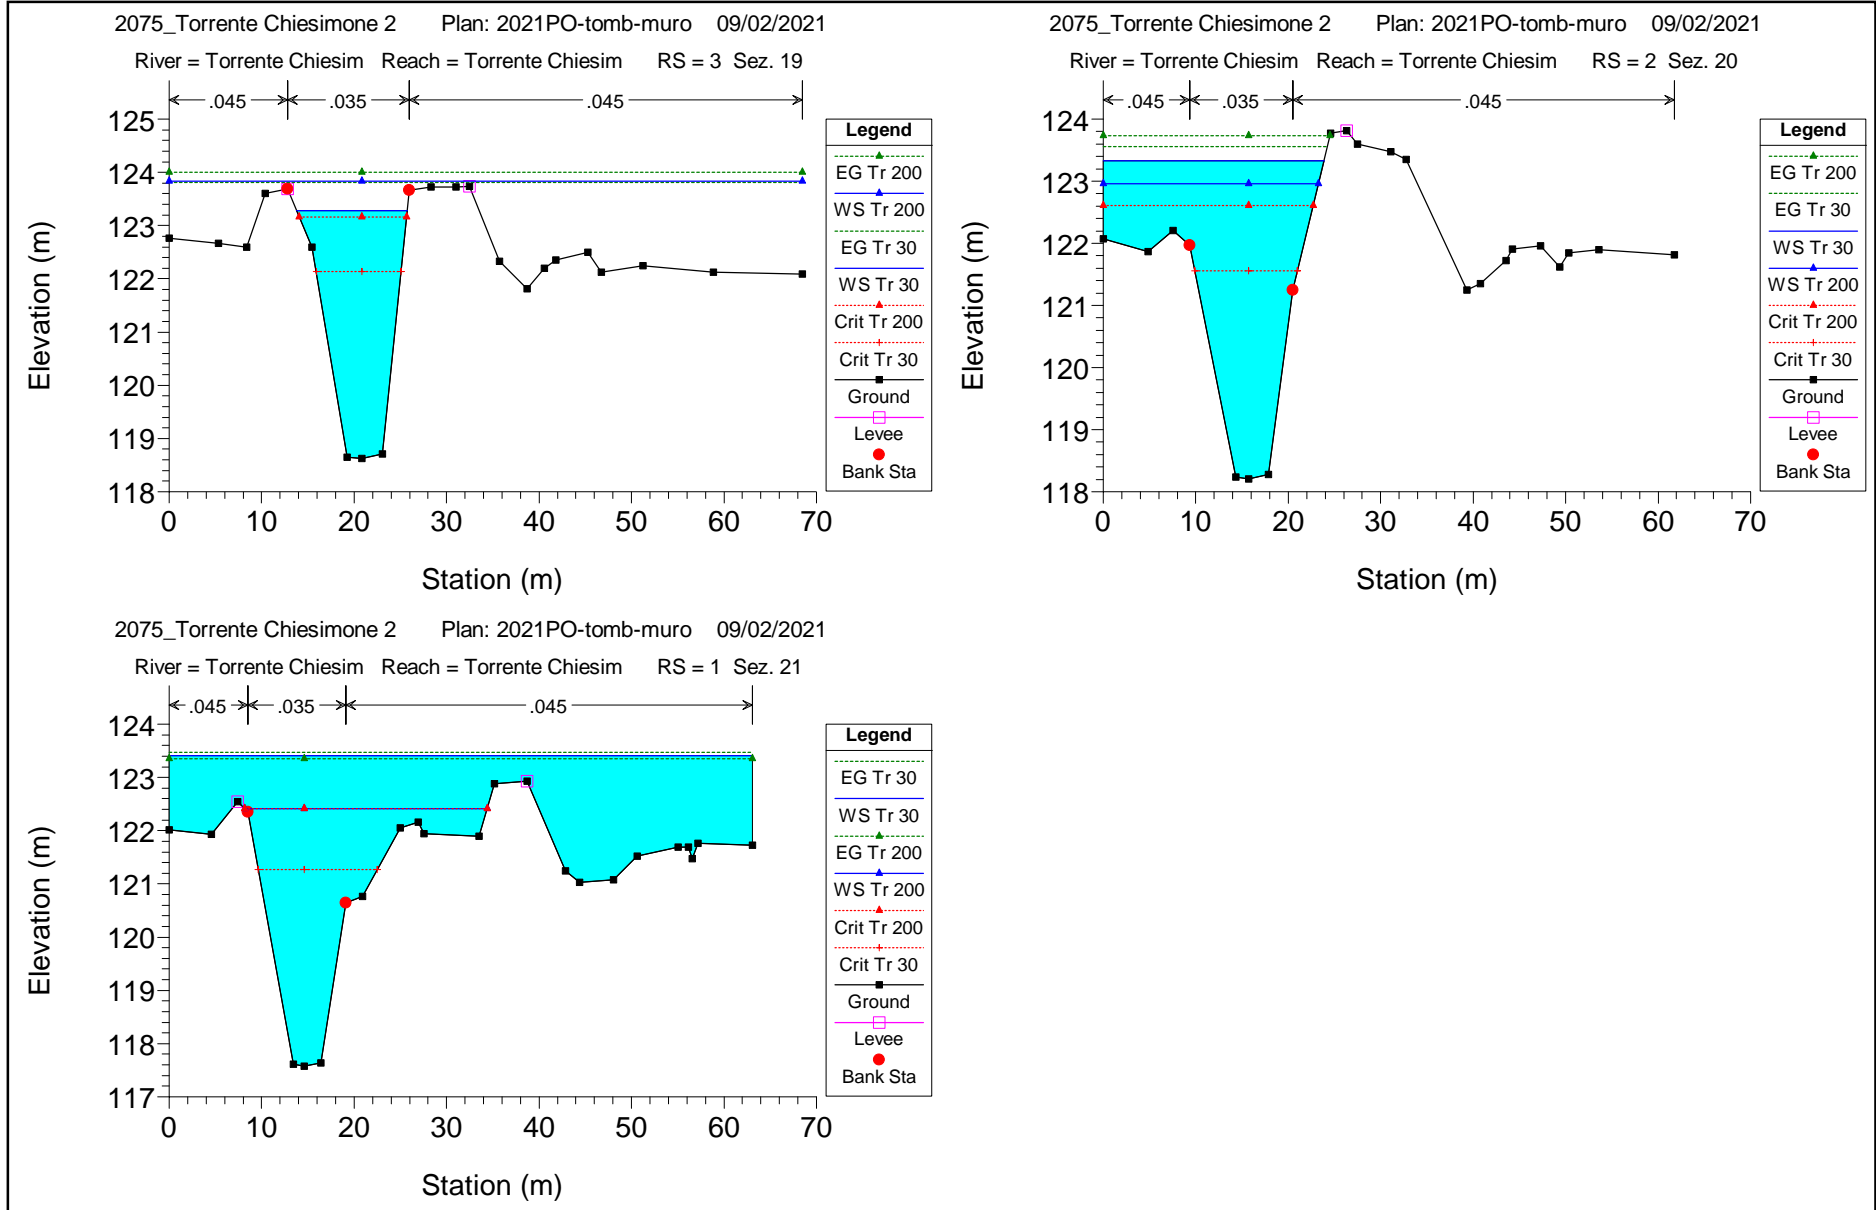 2075_Torrente Chiesimone 2 Plan: 2021PO-tomb-muro 09/02/2021
River = Torrente Chiesim Reach = Torrente Chiesim RS = 3 Sez. 19
.045 .035 .045
125
124
123
122
121
120
119
118
0 10 20 30 40 50 60 70
Elevation (m)
Station (m)
Legend
EG Tr 200
WS Tr 200
EG Tr 30
WS Tr 30
Crit Tr 200
Crit Tr 30
Ground
Levee
Bank Sta
2075_Torrente Chiesimone 2 Plan: 2021PO-tomb-muro 09/02/2021
River = Torrente Chiesim Reach = Torrente Chiesim RS = 2 Sez. 20
.045 .035 .045
124
123
122
121
120
119
118
0 10 20 30 40 50 60 70
Elevation (m)
Station (m)
Legend
EG Tr 200
EG Tr 30
WS Tr 30
WS Tr 200
Crit Tr 200
Crit Tr 30
Ground
Levee
Bank Sta
2075_Torrente Chiesimone 2 Plan: 2021PO-tomb-muro 09/02/2021
River = Torrente Chiesim Reach = Torrente Chiesim RS = 1 Sez. 21
.045 .035 .045
124
123
122
121
120
119
118
117
0 10 20 30 40 50 60 70
Elevation (m)
Station (m)
Legend
EG Tr 30
WS Tr 30
EG Tr 200
WS Tr 200
Crit Tr 200
Crit Tr 30
Ground
Levee
Bank Sta